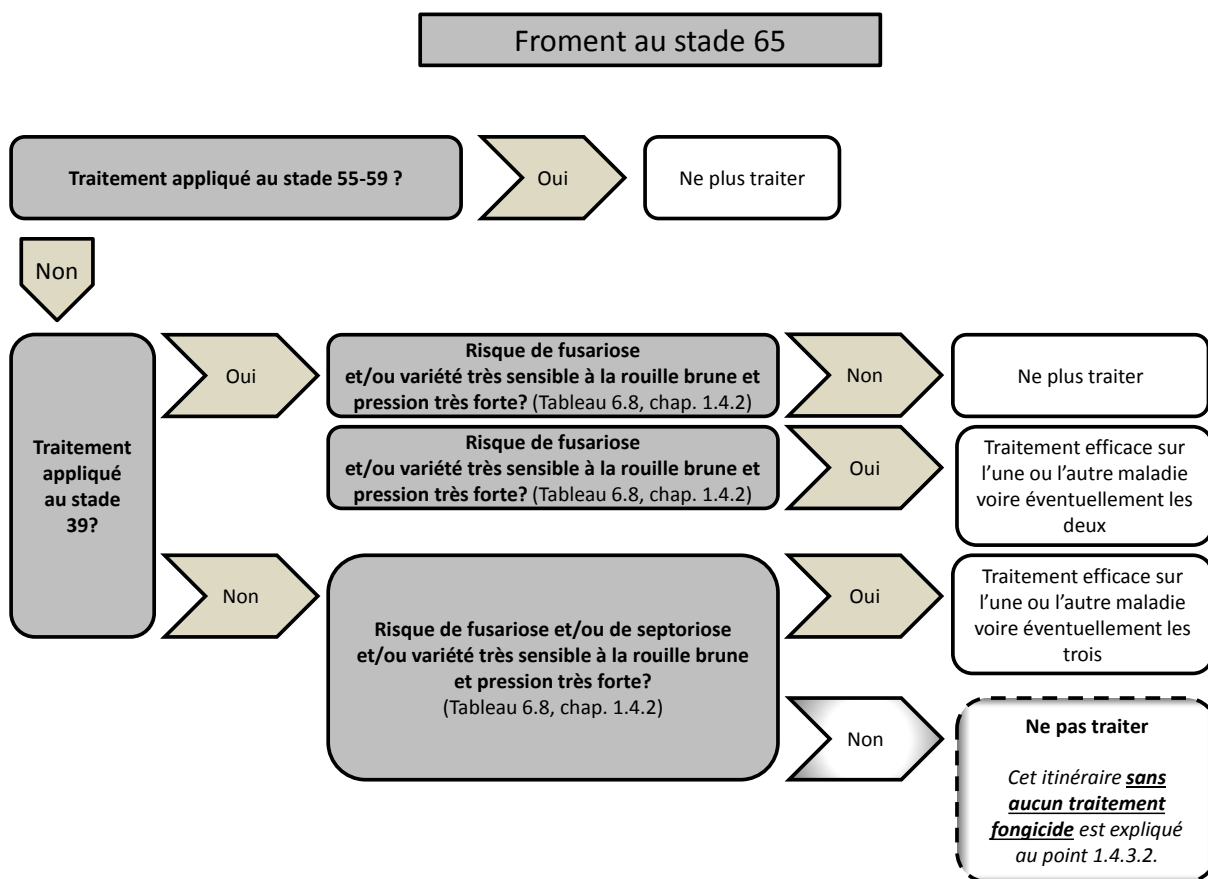 Froment au stade 65
Traitement appliqué au stade 55-59 ?
Oui
Ne plus traiter
Non
Traitement
appliqué
au stade
39?
Oui
Risque de fusariose
et/ou variété très sensible à la rouille brune et
pression très forte? (Tableau 6.8, chap. 1.4.2)
Non
Ne plus traiter
Risque de fusariose
et/ou variété très sensible à la rouille brune et
pression très forte? (Tableau 6.8, chap. 1.4.2)
Oui
Traitement efficace sur
l’une ou l’autre maladie
voire éventuellement les
deux
Non
Risque de fusariose et/ou de septoriose
et/ou variété très sensible à la rouille brune
et pression très forte?
(Tableau 6.8, chap. 1.4.2)
Oui
Traitement efficace sur
l’une ou l’autre maladie
voire éventuellement les
trois
Non
Ne pas traiter
Cet itinéraire sans
aucun traitement
fongicide est expliqué
au point 1.4.3.2.